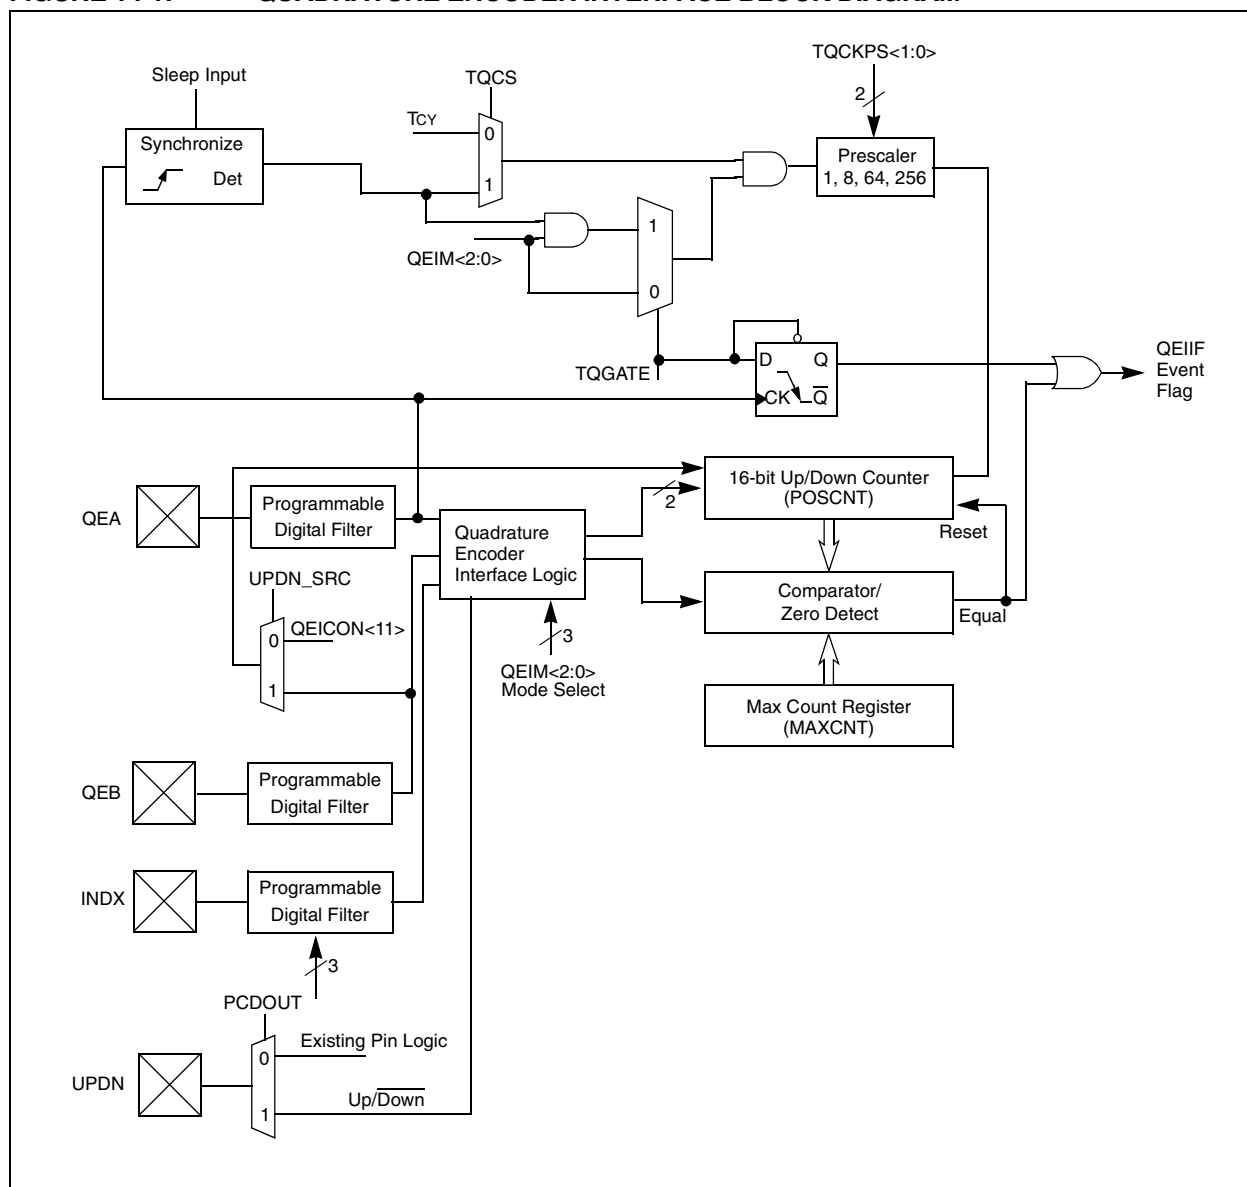 Sleep Input
TQCS
TQCKPS<1:0>
2
TCY
0
1
Synchronize
Det
Prescaler
1, 8, 64, 256
QEIM<2:0>
1
0
TQGATE
D Q
CK Q
QEIIF
Event
Flag
QEA
Programmable
Digital Filter
Quadrature
Encoder
Interface Logic
2
16-bit Up/Down Counter
(POSCNT)
Reset
Comparator/
Zero Detect
Equal
UPDN_SRC
0
QEICON<11>
1
3
QEIM<2:0>
Mode Select
Max Count Register
(MAXCNT)
QEB
Programmable
Digital Filter
INDX
Programmable
Digital Filter
3
PCDOUT
0
Existing Pin Logic
UPDN
1
Up/Down